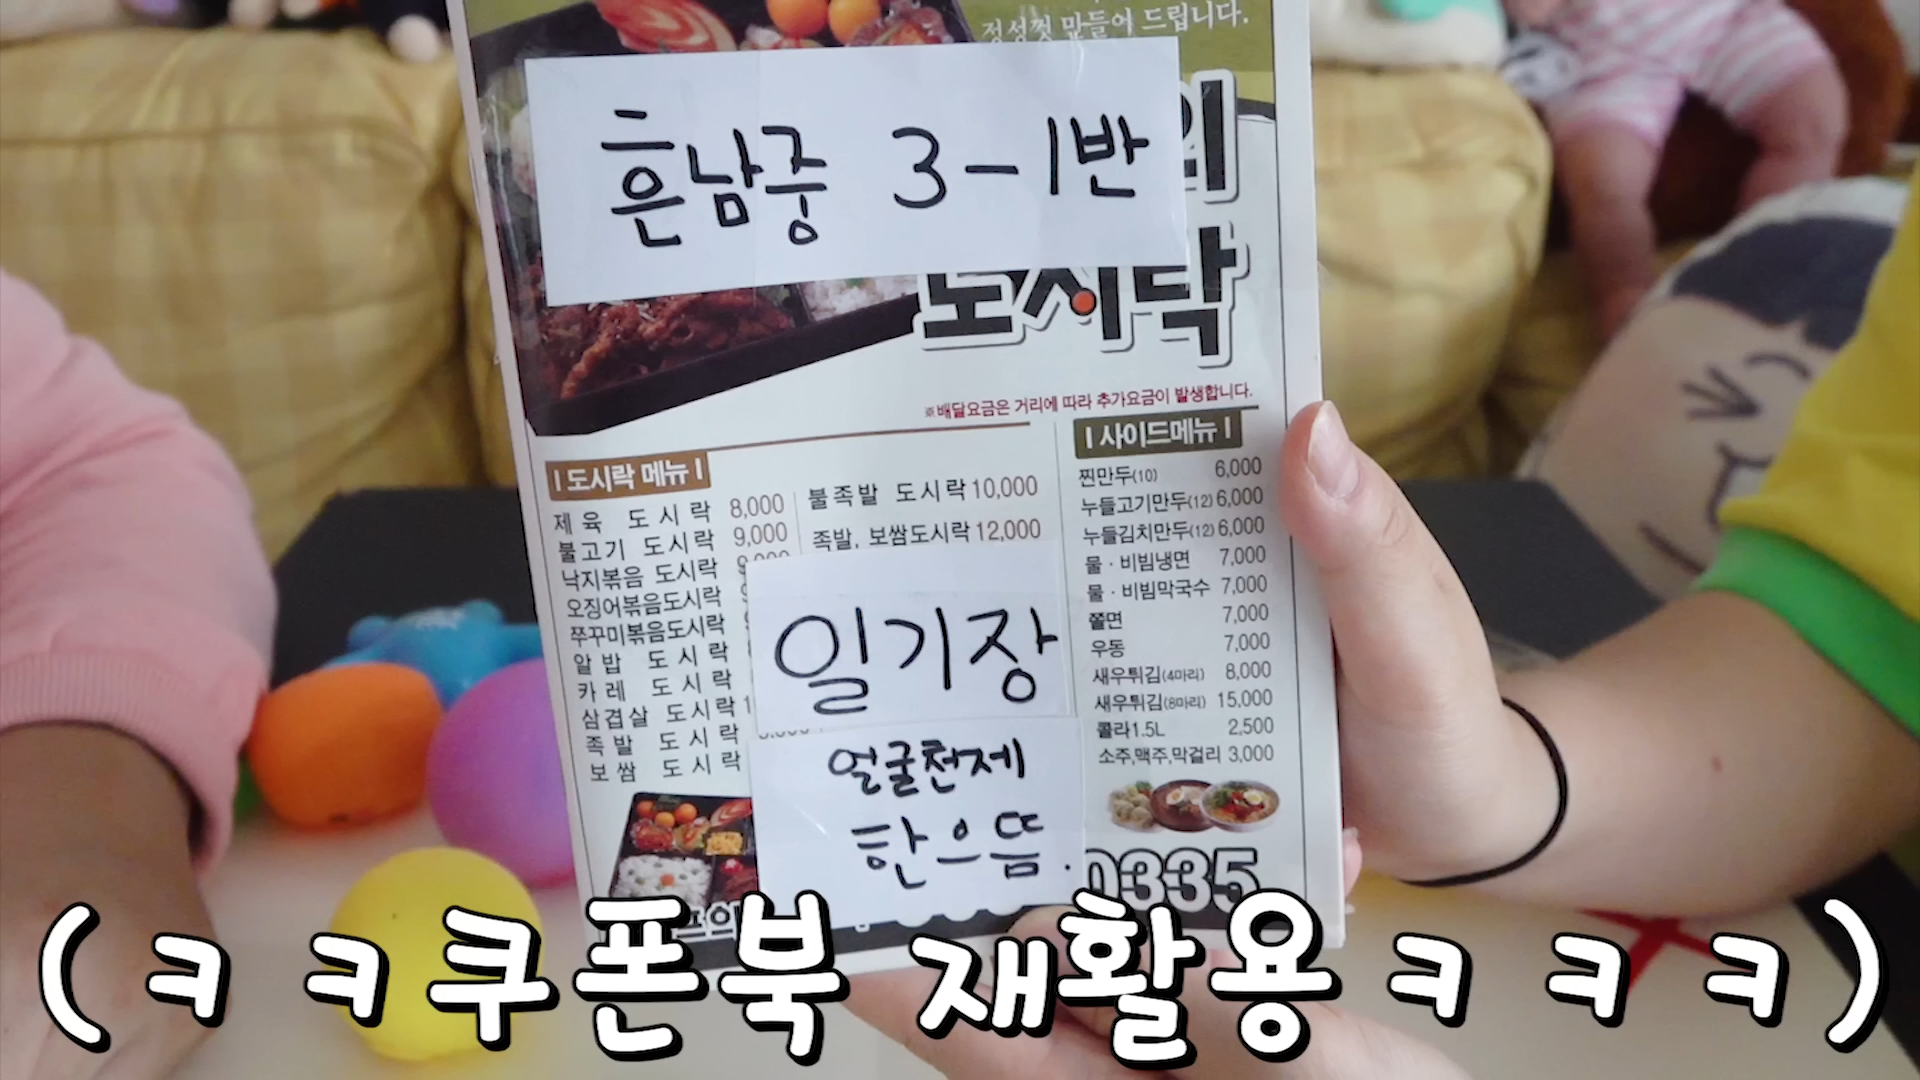 정성껏 만들어 드립니다.
흔남중 3-1반
도시락
※배달요금은 거리에 따라 추가요금이 발생합니다.
| 도시락 메뉴 |
제육 도시락 8,000
불고기 도시락 9,000
낙지볶음 도시락
오징어볶음도시락
쭈꾸미볶음도시락
알밥 도시락
카레 도시락
삼겹살 도시락
족발 도시락
보쌈 도시락
불족발 도시락 10,000
족발, 보쌈도시락 12,000
| 사이드메뉴 |
찐만두(10) 6,000
누들고기만두(12) 6,000
누들김치만두(12) 6,000
물·비빔냉면 7,000
물·비빔막국수 7,000
쫄면 7,000
우동 7,000
새우튀김(4마리) 8,000
새우튀김(8마리) 15,000
콜라1.5L 2,500
소주,맥주,막걸리 3,000
일기장
얼굴천제
한으뜸.
0335
(ㅋㅋ쿠폰북 재활용ㅋㅋㅋ)